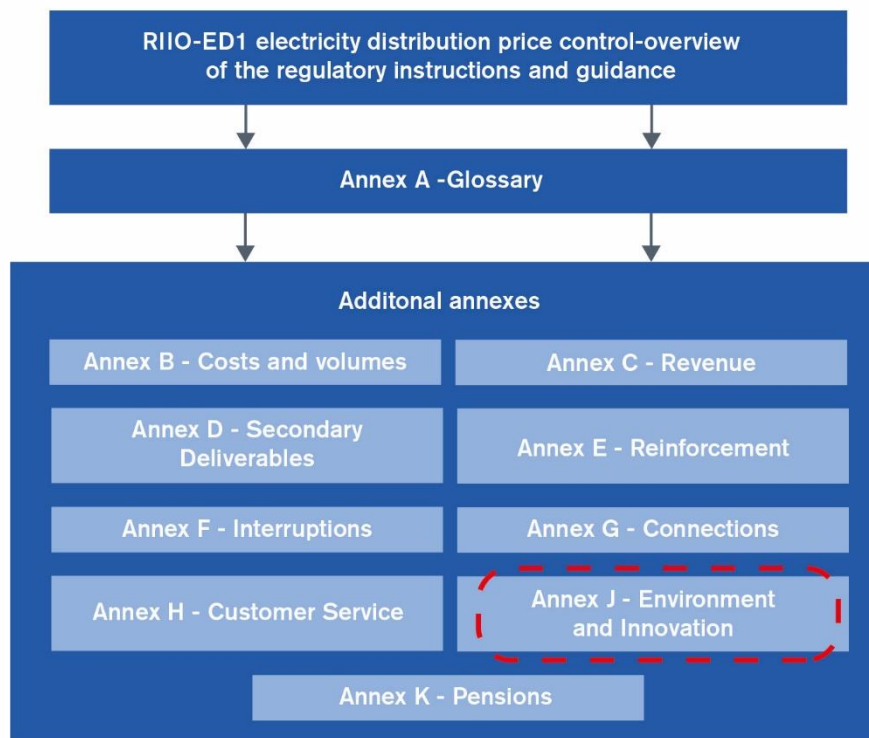 RIIO-ED1 electricity distribution price control-overview
of the regulatory instructions and guidance
Annex A -Glossary
Additonal annexes
Annex B - Costs and volumes
Annex C - Revenue
Annex D - Secondary
Deliverables
Annex E - Reinforcement
Annex F - Interruptions
Annex G - Connections
Annex H - Customer Service
Annex J - Environment
and Innovation
Annex K - Pensions